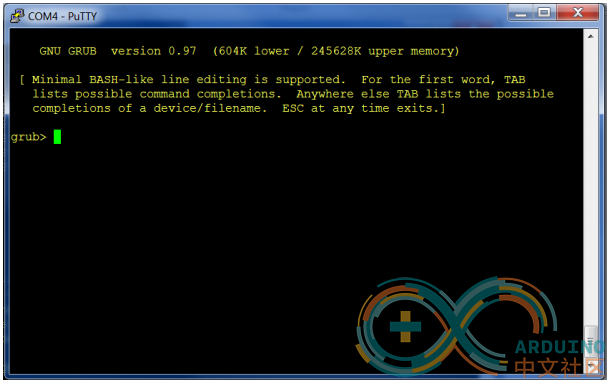 COM4 - PuTTY
GNU GRUB version 0.97 (604K lower / 245628K upper memory)
[ Minimal BASH-like line editing is supported. For the first word, TAB
lists possible command completions. Anywhere else TAB lists the possible
completions of a device/filename. ESC at any time exits.]
grub>
ARDUINO
中文社区